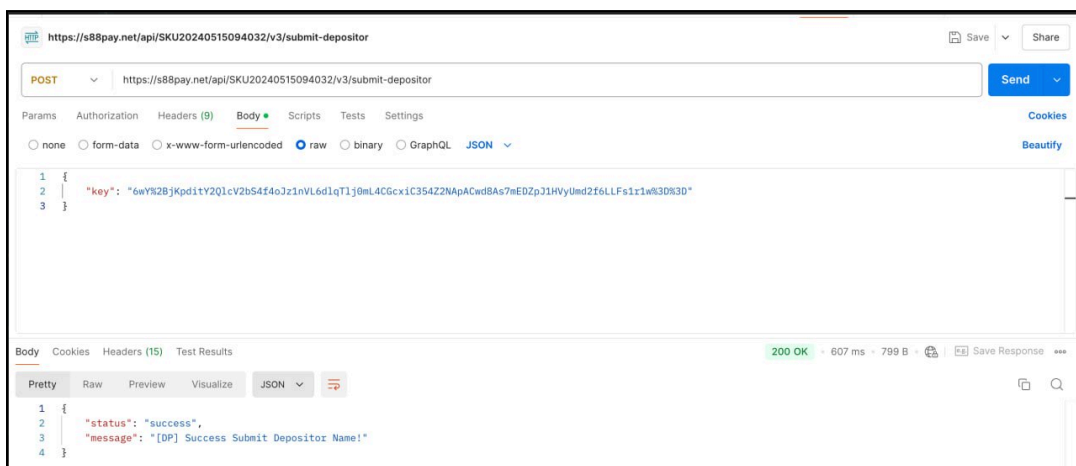 HTTP https://s88pay.net/api/SKU20240515094032/v3/submit-depositor Save Share
POST https://s88pay.net/api/SKU20240515094032/v3/submit-depositor Send
Params Authorization Headers (9) Body Scripts Tests Settings Cookies
none form-data x-www-form-urlencoded raw binary GraphQL JSON Beautify
1 {
2 "key": "6wY%2BjKpditY2QlcV2bS4f4oJz1nVL6dlqTlj0mL4CGcxiC354Z2NApACwd8As7mEDZpJ1HVyUmd2f6LLFs1r1w%3D%3D"
3 }
Body Cookies Headers (15) Test Results 200 OK 607 ms 799 B Save Response
Pretty Raw Preview Visualize JSON
1 {
2 "status": "success",
3 "message": "[DP] Success Submit Depositor Name!"
4 }